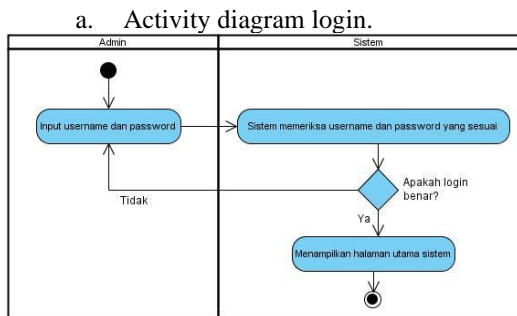 a. Activity diagram login.
Admin
Sistem
Input username dan password
Sistem memeriksa username dan password yang sesuai
Apakah login
benar?
Tidak
Ya
Menampilkan halaman utama sistem